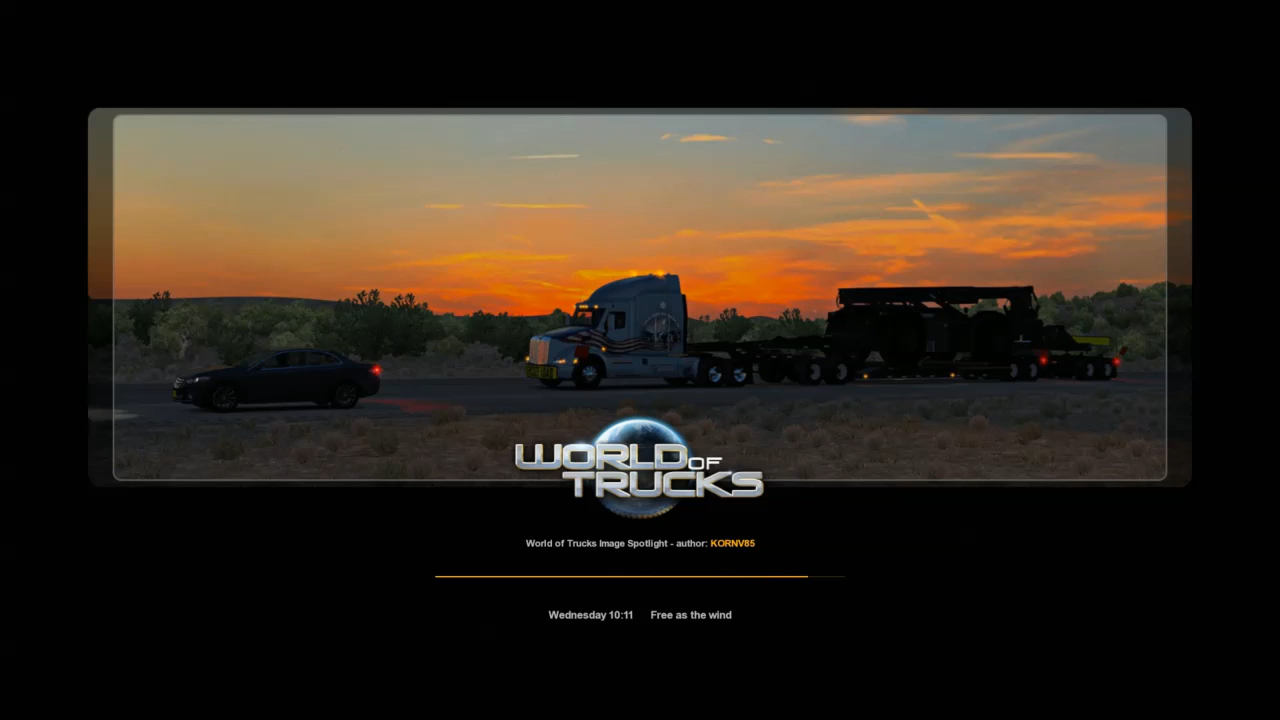 WORLD OF
TRUCKS
World of Trucks Image Spotlight - author: KORNV85
Wednesday 10:11 Free as the wind